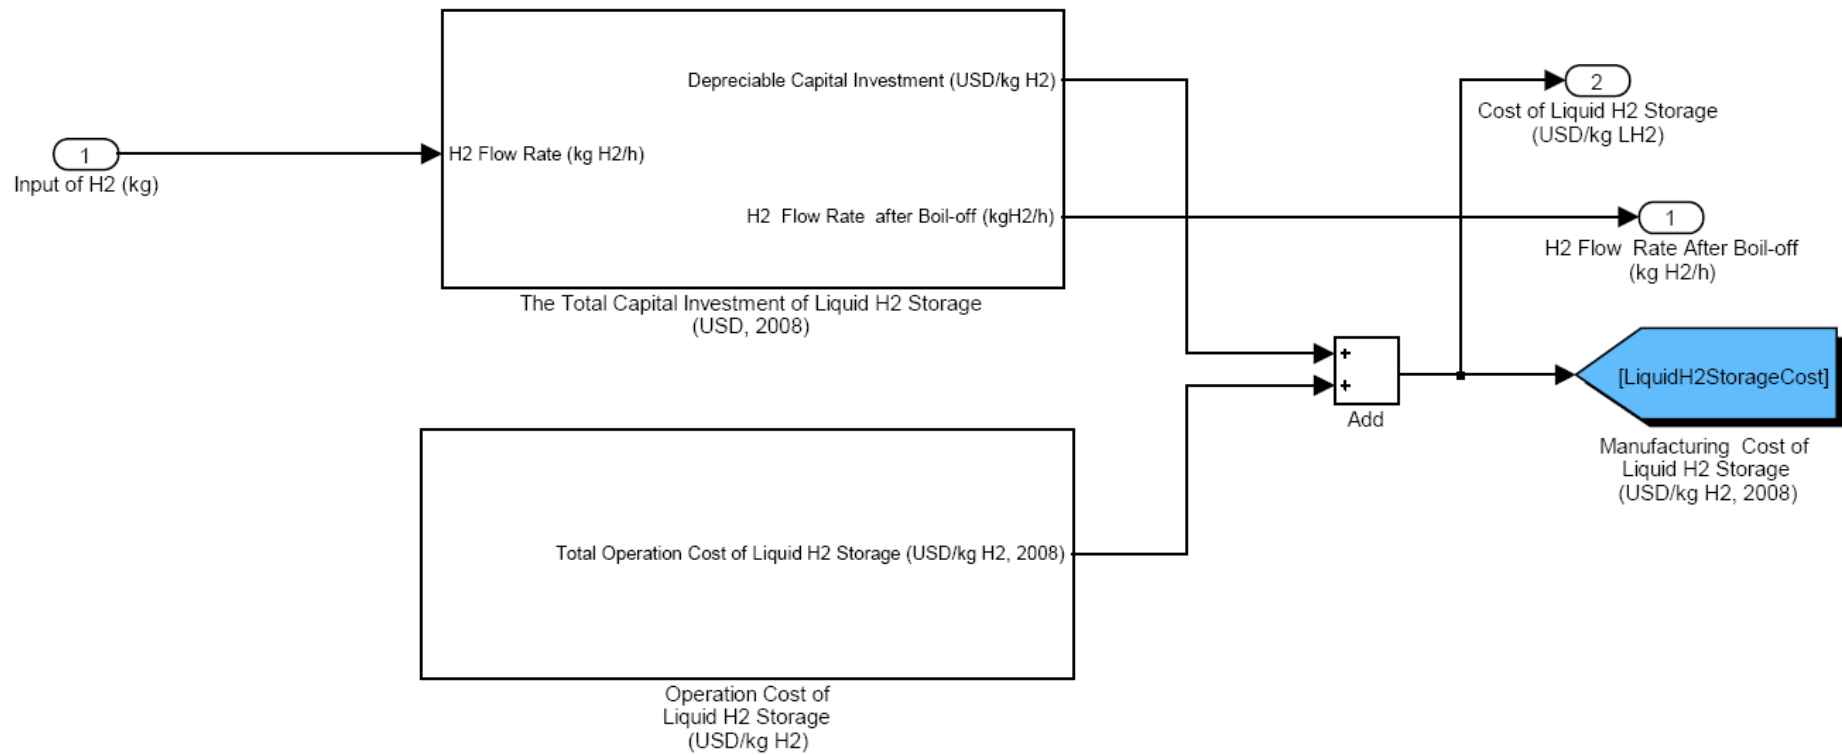 Depreciable Capital Investment (USD/kg H2)
2
Cost of Liquid H2 Storage
(USD/kg LH2)
1
Input of H2 (kg)
H2 Flow Rate (kg H2/h)
H2 Flow Rate after Boil-off (kgH2/h)
1
H2 Flow Rate After Boil-off
(kg H2/h)
The Total Capital Investment of Liquid H2 Storage
(USD, 2008)
+
+
Add
[LiquidH2StorageCost]
Manufacturing Cost of
Liquid H2 Storage
(USD/kg H2, 2008)
Total Operation Cost of Liquid H2 Storage (USD/kg H2, 2008)
Operation Cost of
Liquid H2 Storage
(USD/kg H2)